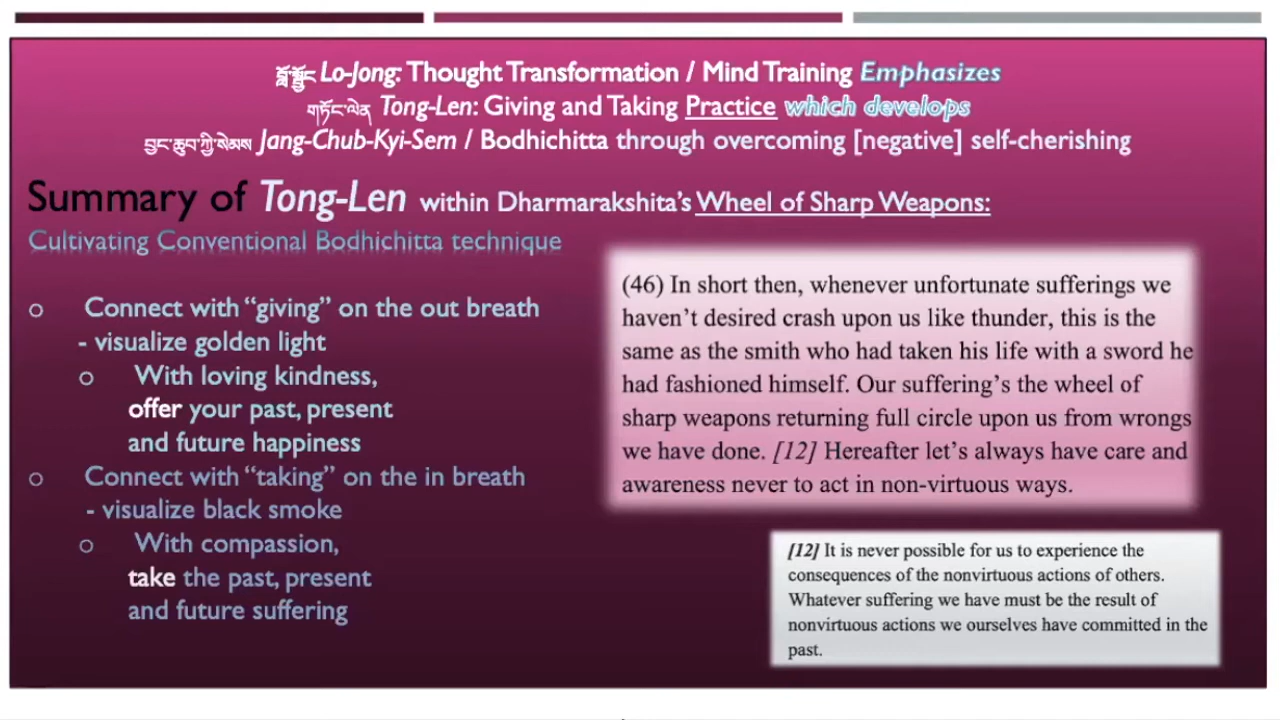 བློ་སྦྱོང Lo-Jong: Thought Transformation / Mind Training Emphasizes
གཏོང་ལེན Tong-Len: Giving and Taking Practice which develops
བྱང་ཆུབ་ཀྱི་སེམས Jang-Chub-Kyi-Sem / Bodhichitta through overcoming [negative] self-cherishing
Summary of Tong-Len within Dharmarakshita's Wheel of Sharp Weapons:
Cultivating Conventional Bodhichitta technique
o Connect with “giving” on the out breath
- visualize golden light
o With loving kindness,
offer your past, present
and future happiness
o Connect with “taking” on the in breath
- visualize black smoke
o With compassion,
take the past, present
and future suffering
(46) In short then, whenever unfortunate sufferings we
haven't desired crash upon us like thunder, this is the
same as the smith who had taken his life with a sword he
had fashioned himself. Our suffering's the wheel of
sharp weapons returning full circle upon us from wrongs
we have done. [12] Hereafter let's always have care and
awareness never to act in non-virtuous ways.
[12] It is never possible for us to experience the
consequences of the nonvirtuous actions of others.
Whatever suffering we have must be the result of
nonvirtuous actions we ourselves have committed in the
past.